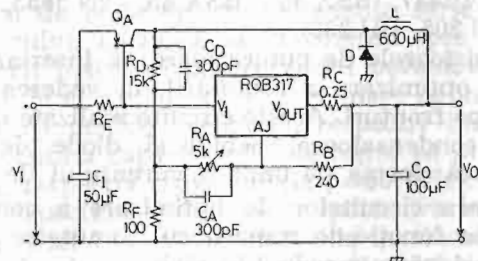 QA
L
600µH
RD
15K
CD
300pF
D
ROB317
RC
0.25
VI
VOUT
AJ
RE
+
+
RA
5k
RB
240
VI
CI
50µF
CA
300pF
CO
100µF
VO
RF
100
-
-